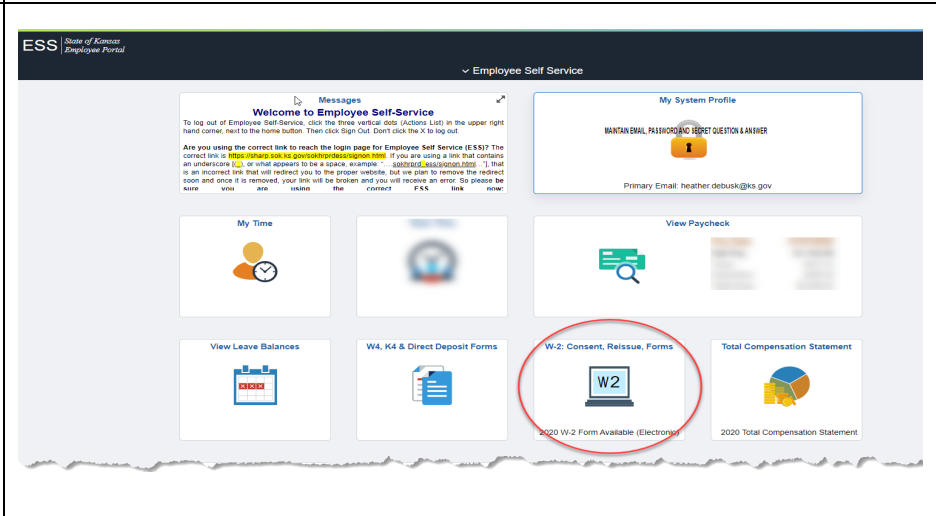 ESS State of Kansas
Employee Portal
Employee Self Service
Messages
Welcome to Employee Self-Service
To log out of Employee Self-Service, click the three vertical dots (Actions List) in the upper right
hand corner, next to the home button. Then click Sign Out. Don't click the X to log out.
Are you using the correct link to reach the login page for Employee Self Service (ESS)? The
correct link is https://sharp.sok.ks.gov/sokhrprdess/signon.html. If you are using a link that contains
an underscore [(_), or what appears to be a space, example: "....sokhrprd_ess/signon.html..."], that
is an incorrect link that will redirect you to the proper website, but we plan to remove the redirect
soon and once it is removed, your link will be broken and you will receive an error. So please be
sure you are using the correct ESS link now:
My System Profile
MAINTAIN EMAIL, PASSWORD AND SECRET QUESTION & ANSWER
Primary Email: heather.debusk@ks.gov
My Time
View Paycheck
View Leave Balances
W4, K4 & Direct Deposit Forms
W-2: Consent, Reissue, Forms
W2
2020 W-2 Form Available (Electronic)
Total Compensation Statement
2020 Total Compensation Statement